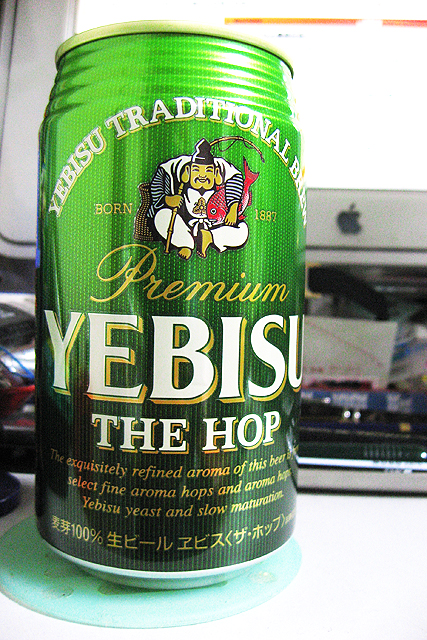 YEBISU TRADITIONAL
BORN 1887
Premium
YEBISU
THE HOP
The exquisitely refined aroma of this beer
select fine aroma hops and aroma hops
Yebisu yeast and slow maturation.
麦芽100% 生ビール ヱビス〈ザ・ホップ〉